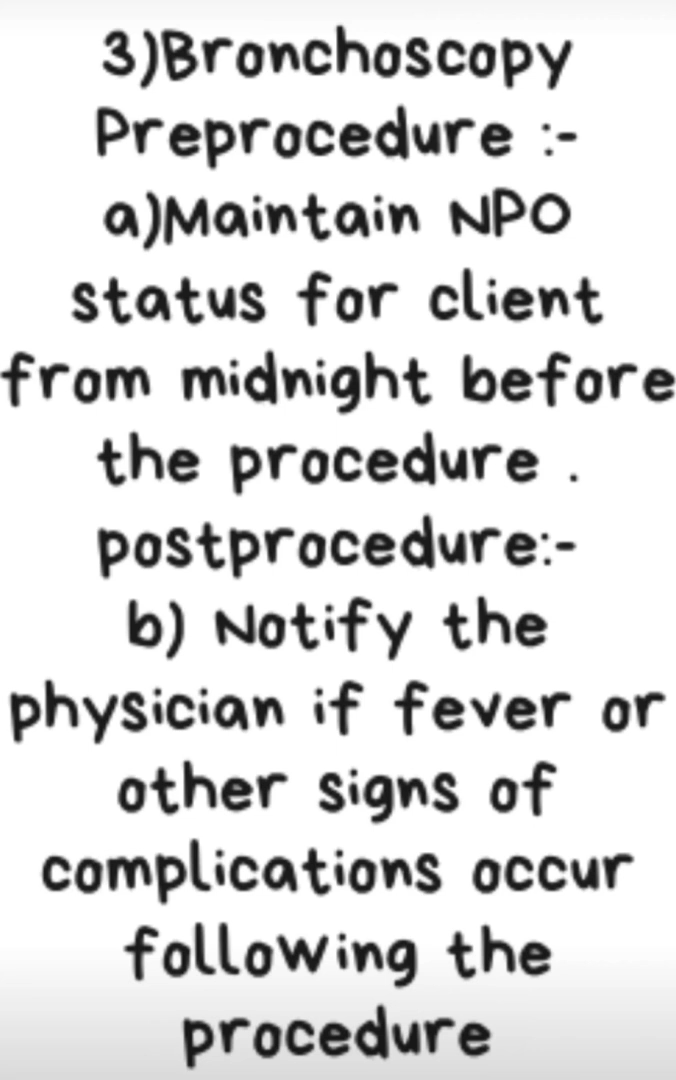 3)Bronchoscopy
Preprocedure :-
a)Maintain NPO
status for client
from midnight before
the procedure .
postprocedure:-
b) Notify the
physician if fever or
other signs of
complications occur
following the
procedure